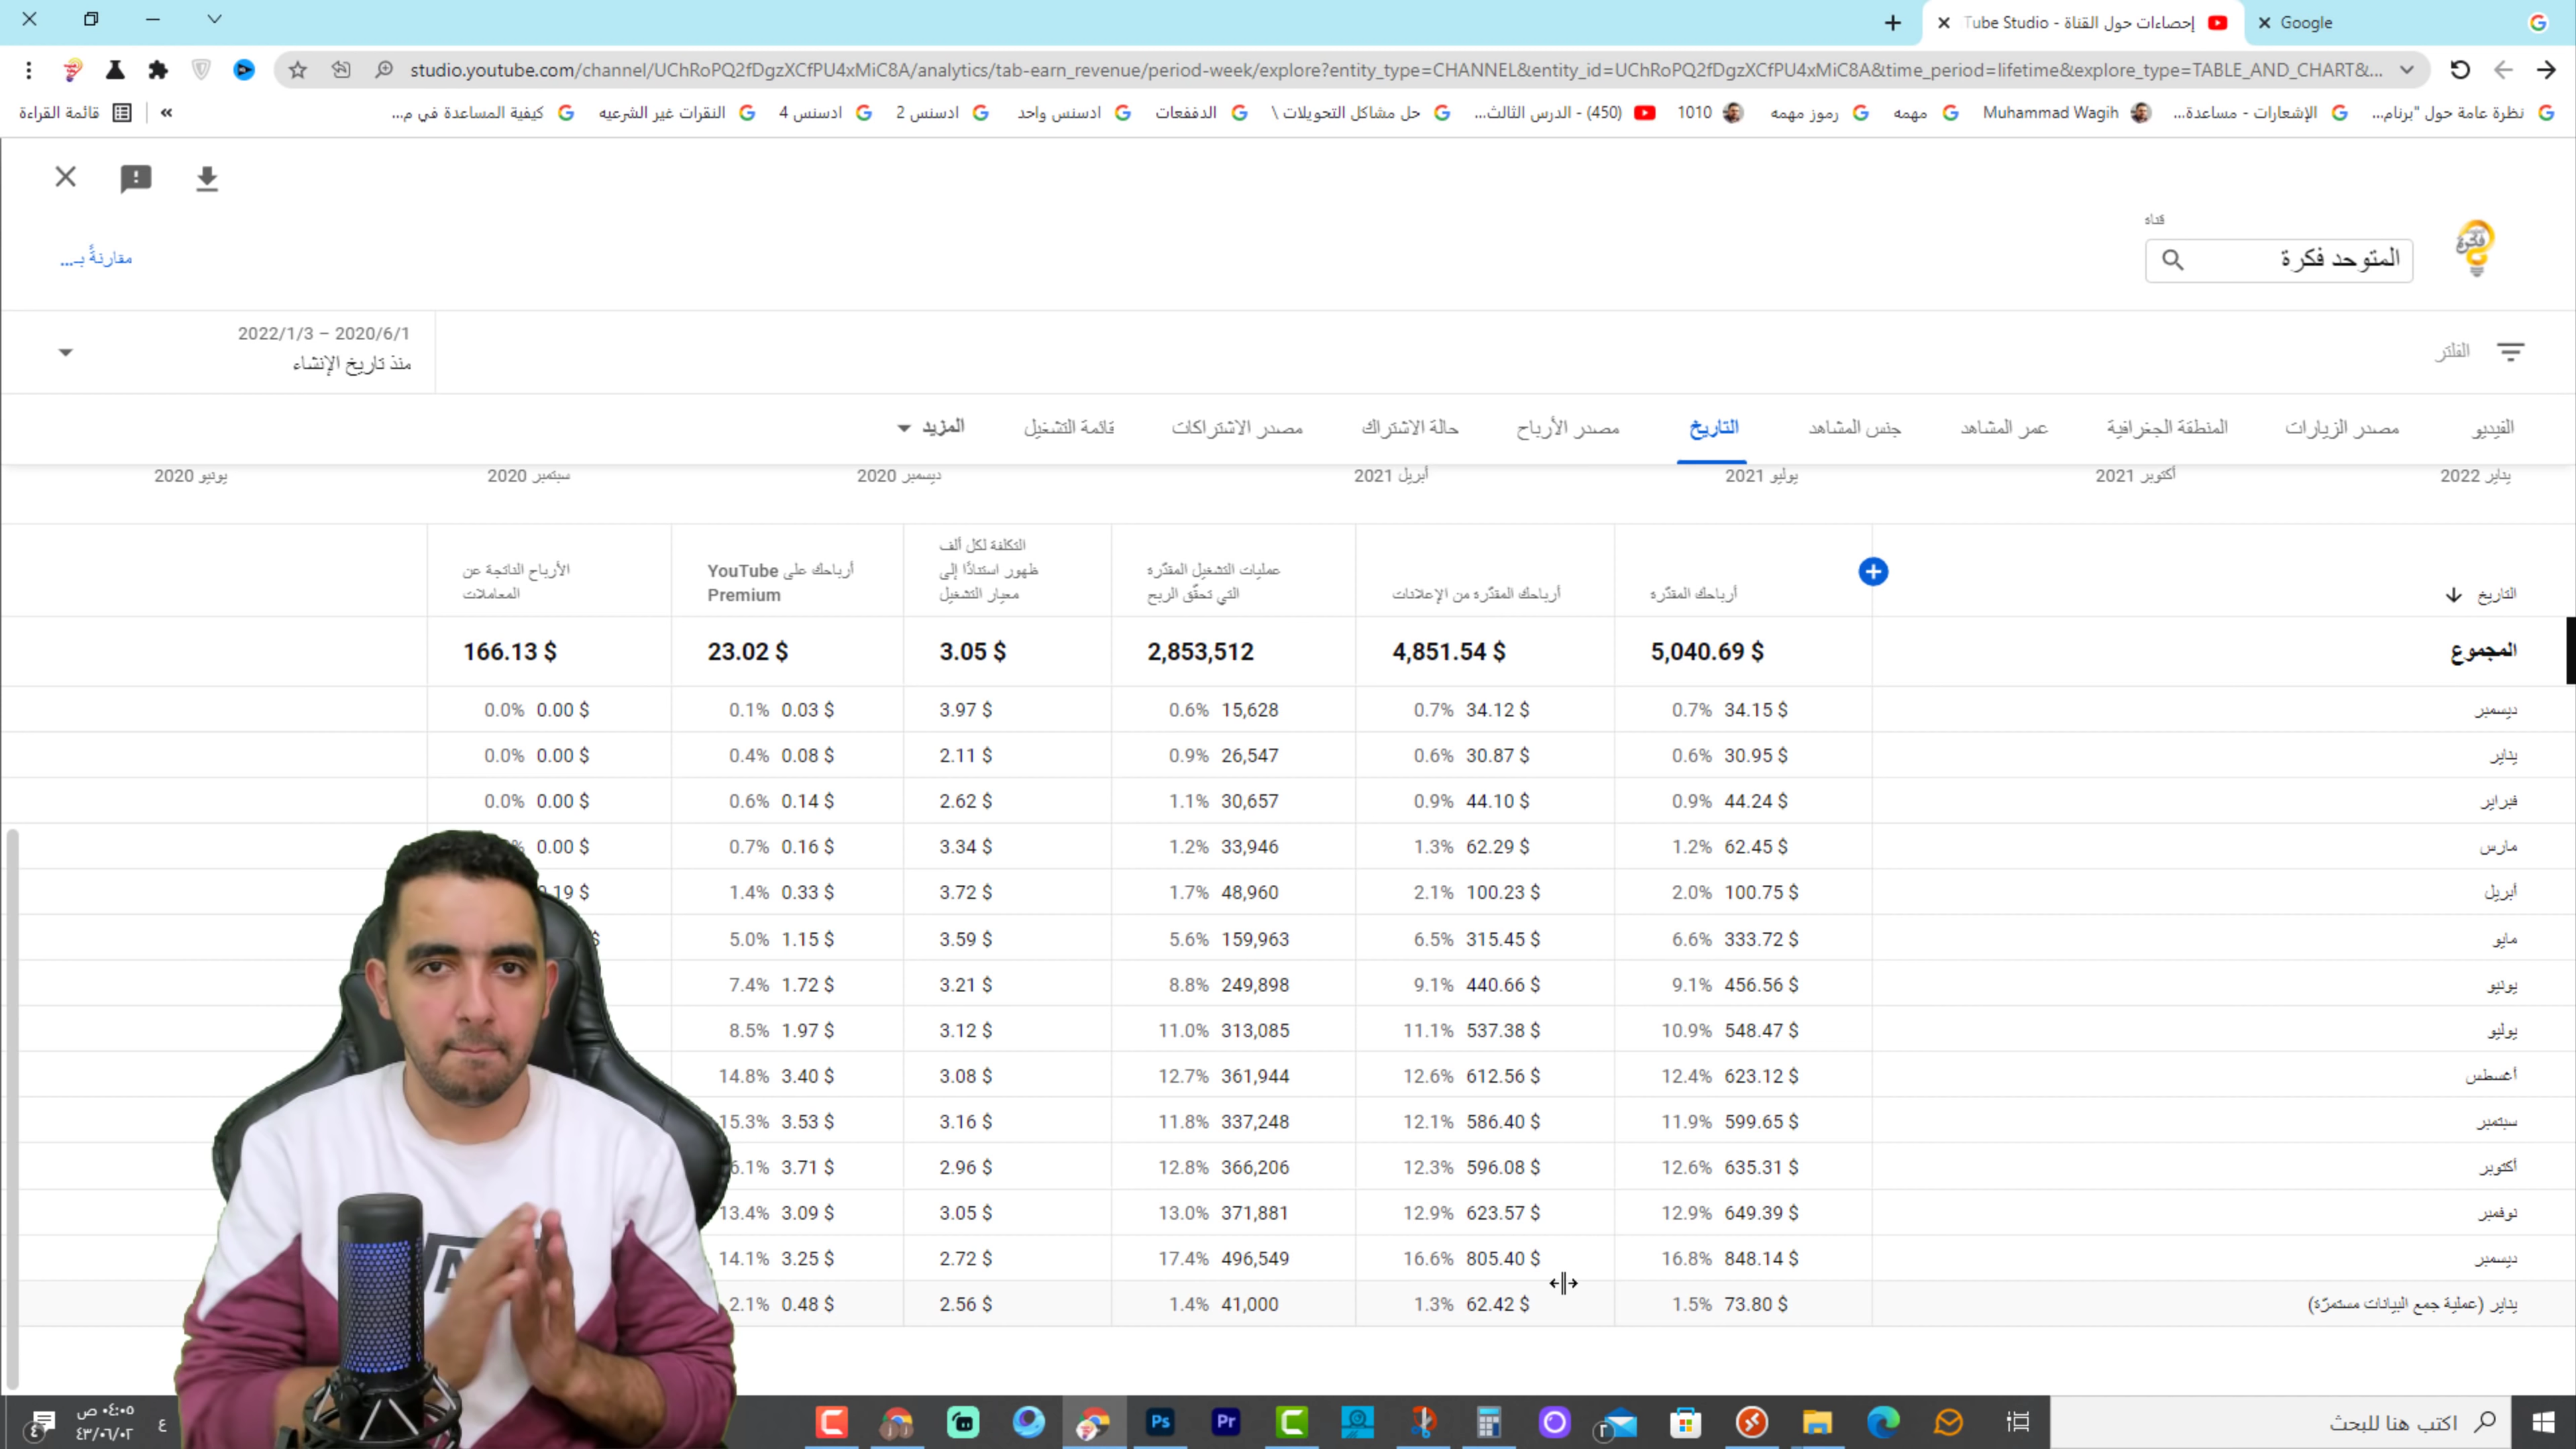 Google
إحصاءات حول القناة - Tube Studio
studio.youtube.com/channel/UChRoPQ2fDgzXCfPU4xMiC8A/analytics/tab-earn_revenue/period-week/explore?entity_type=CHANNEL&entity_id=UChRoPQ2fDgzXCfPU4xMiC8A&time_period=lifetime&explore_type=TABLE_AND_CHART&...
نظرة عامة حول "برنام...
الإشعارات - مساعدة...
Muhammad Wagih
مهمه
رموز مهمه
1010
(450) - الدرس الثالث...
حل مشاكل التحويلات \
الدفعات
ادسنس واحد
ادسنس 2
ادسنس 4
النقرات غير الشرعيه
كيفية المساعدة في م...
«
قائمة القراءة
قناة
المتوحد فكرة
فكرة
مقارنةً بـ...
الفلتر
2022/1/3 – 2020/6/1
منذ تاريخ الإنشاء
الفيديو مصدر الزيارات المنطقة الجغرافية عمر المشاهد جنس المشاهد التاريخ مصدر الأرباح حالة الاشتراك مصدر الاشتراكات قائمة التشغيل المزيد
يناير 2022 أكتوبر 2021 يوليو 2021 أبريل 2021 ديسمبر 2020 سبتمبر 2020 يونيو 2020
التاريخ
أرباحك المقدّرة
أرباحك المقدّرة من الإعلانات
عمليات التشغيل المقدّرة
التي تحقّق الربح
التكلفة لكل ألف
ظهور استنادًا إلى
معيار التشغيل
أرباحك على YouTube
Premium
الأرباح الناتجة عن
المعاملات
المجموع 5,040.69 $ 4,851.54 $ 2,853,512 3.05 $ 23.02 $ 166.13 $
ديسمبر 34.15 $ 0.7% 34.12 $ 0.7% 15,628 0.6% 3.97 $ 0.03 $ 0.1% 0.00 $ 0.0%
يناير 30.95 $ 0.6% 30.87 $ 0.6% 26,547 0.9% 2.11 $ 0.08 $ 0.4% 0.00 $ 0.0%
فبراير 44.24 $ 0.9% 44.10 $ 0.9% 30,657 1.1% 2.62 $ 0.14 $ 0.6% 0.00 $ 0.0%
مارس 62.45 $ 1.2% 62.29 $ 1.3% 33,946 1.2% 3.34 $ 0.16 $ 0.7% 0.00 $
أبريل 100.75 $ 2.0% 100.23 $ 2.1% 48,960 1.7% 3.72 $ 0.33 $ 1.4% 0.19 $
مايو 333.72 $ 6.6% 315.45 $ 6.5% 159,963 5.6% 3.59 $ 1.15 $ 5.0%
يونيو 456.56 $ 9.1% 440.66 $ 9.1% 249,898 8.8% 3.21 $ 1.72 $ 7.4%
يوليو 548.47 $ 10.9% 537.38 $ 11.1% 313,085 11.0% 3.12 $ 1.97 $ 8.5%
أغسطس 623.12 $ 12.4% 612.56 $ 12.6% 361,944 12.7% 3.08 $ 3.40 $ 14.8%
سبتمبر 599.65 $ 11.9% 586.40 $ 12.1% 337,248 11.8% 3.16 $ 3.53 $ 15.3%
أكتوبر 635.31 $ 12.6% 596.08 $ 12.3% 366,206 12.8% 2.96 $ 3.71 $ 6.1%
نوفمبر 649.39 $ 12.9% 623.57 $ 12.9% 371,881 13.0% 3.05 $ 3.09 $ 13.4%
ديسمبر 848.14 $ 16.8% 805.40 $ 16.6% 496,549 17.4% 2.72 $ 3.25 $ 14.1%
يناير (عملية جمع البيانات مستمرّة) 73.80 $ 1.5% 62.42 $ 1.3% 41,000 1.4% 2.56 $ 0.48 $ 2.1%
اكتب هنا للبحث
Pr
Ps
ع
٠٤:٠٥ ص
٤٣/٠٦/٠٢